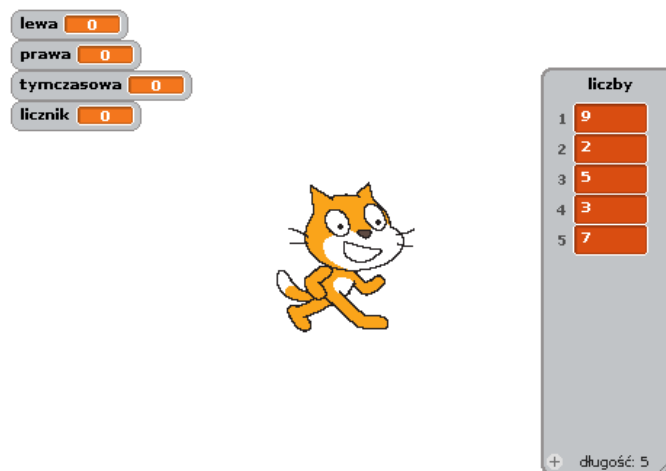 lewa 0
prawa 0
tymczasowa 0
licznik 0
liczby
1 9
2 2
3 5
4 3
5 7
+ długość: 5